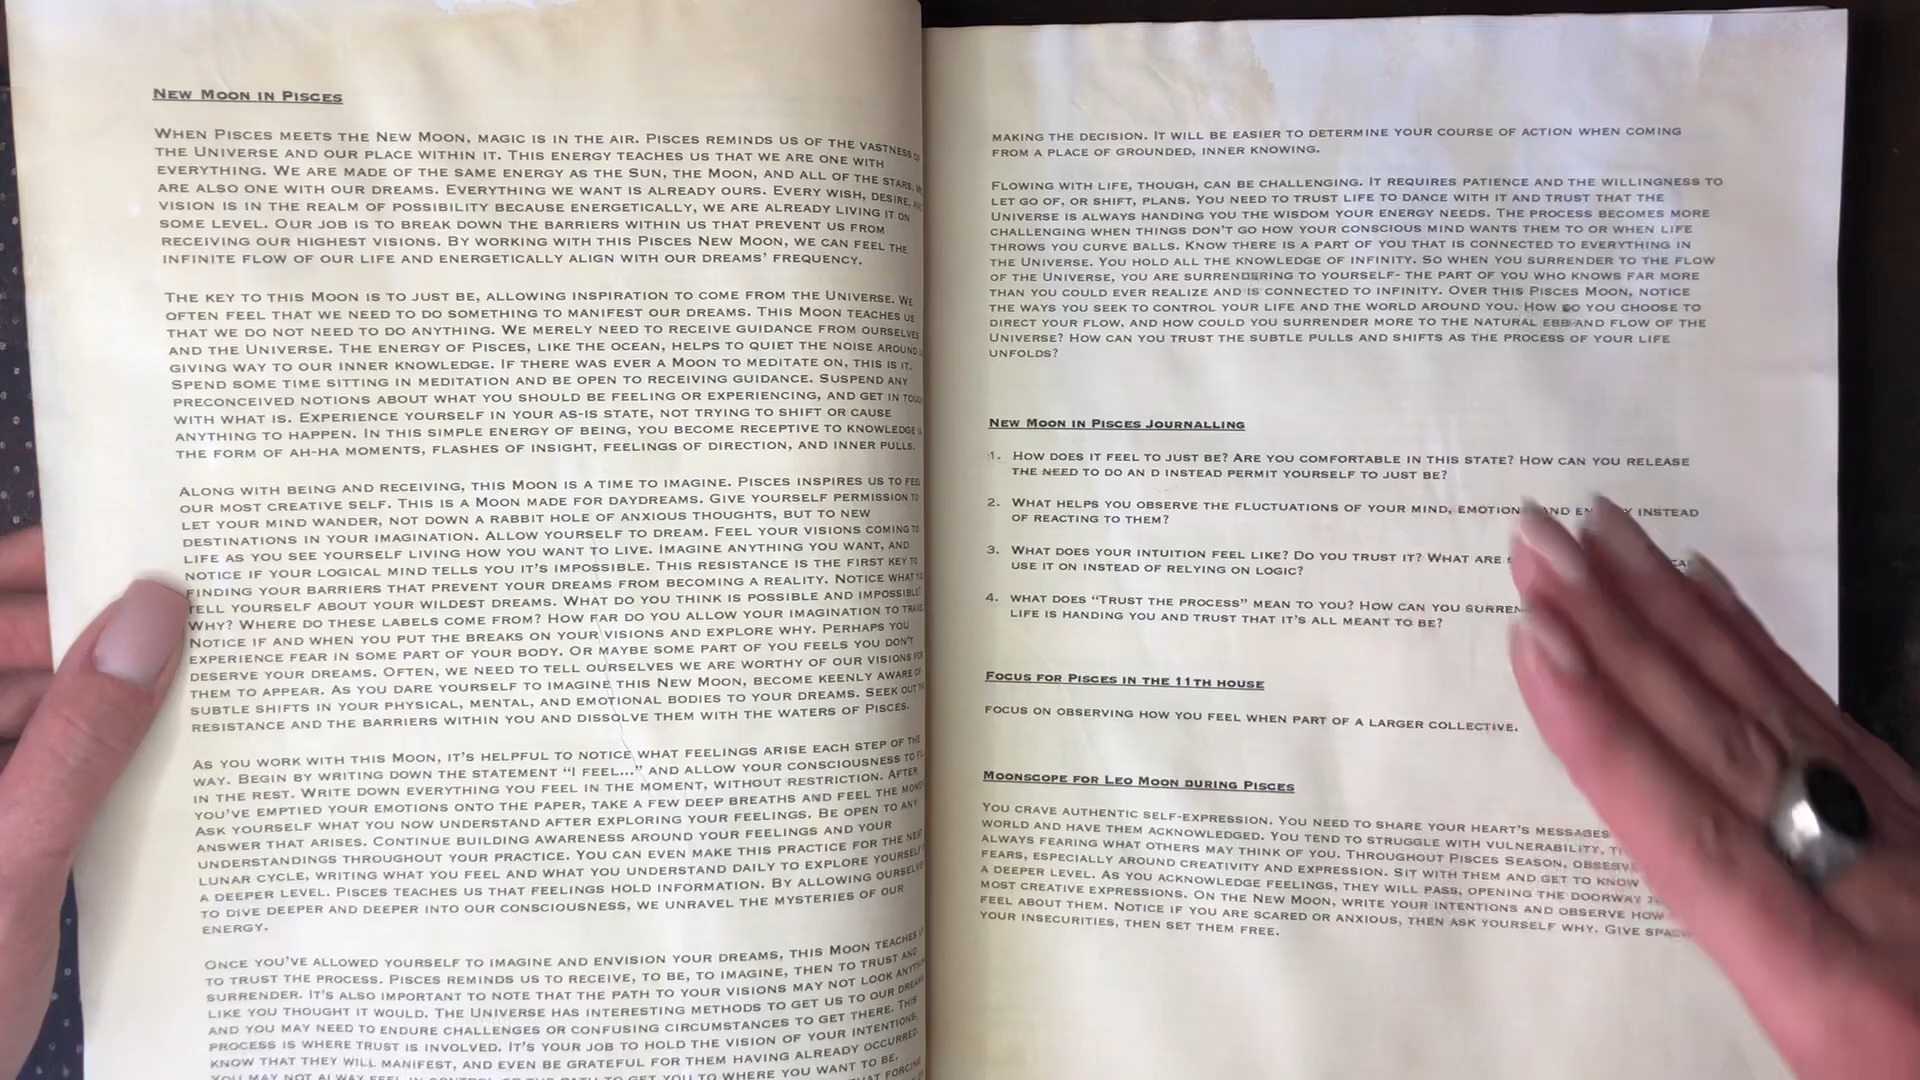 New Moon in Pisces
When Pisces meets the New Moon, magic is in the air. Pisces reminds us of the vastness of
the Universe and our place within it. This energy teaches us that we are one with
everything. We are made of the same energy as the Sun, the Moon, and all of the stars.
are also one with our dreams. Everything we want is already ours. Every wish, desire,
vision is in the realm of possibility because energetically, we are already living it on
some level. Our job is to break down the barriers within us that prevent us from
receiving our highest visions. By working with this Pisces New Moon, we can feel the
infinite flow of our life and energetically align with our dreams' frequency.
The key to this Moon is to just be, allowing inspiration to come from the Universe. We
often feel that we need to do something to manifest our dreams. This Moon teaches us
that we do not need to do anything. We merely need to receive guidance from ourselves
and the Universe. The energy of Pisces, like the ocean, helps to quiet the noise around
giving way to our inner knowledge. If there was ever a Moon to meditate on, this is it.
Spend some time sitting in meditation and be open to receiving guidance. Suspend any
preconceived notions about what you should be feeling or experiencing, and get in touch
with what is. Experience yourself in your as-is state, not trying to shift or cause
anything to happen. In this simple energy of being, you become receptive to knowledge
the form of ah-ha moments, flashes of insight, feelings of direction, and inner pulls.
Along with being and receiving, this Moon is a time to imagine. Pisces inspires us to feel
our most creative self. This is a Moon made for daydreams. Give yourself permission to
let your mind wander, not down a rabbit hole of anxious thoughts, but to new
destinations in your imagination. Allow yourself to dream. Feel your visions coming to
life as you see yourself living how you want to live. Imagine anything you want, and
notice if your logical mind tells you it's impossible. This resistance is the first key to
finding your barriers that prevent your dreams from becoming a reality. Notice what
tell yourself about your wildest dreams. What do you think is possible and impossible?
Why? Where do these labels come from? How far do you allow your imagination to
Notice if and when you put the breaks on your visions and explore why. Perhaps you
experience fear in some part of your body. Or maybe some part of you feels you don't
deserve your dreams. Often, we need to tell ourselves we are worthy of our visions for
them to appear. As you dare yourself to imagine this New Moon, become keenly aware of
subtle shifts in your physical, mental, and emotional bodies to your dreams. Seek out
resistance and the barriers within you and dissolve them with the waters of Pisces.
As you work with this Moon, it's helpful to notice what feelings arise each step of the
way. Begin by writing down the statement "I feel..." and allow your consciousness to
in the rest. Write down everything you feel in the moment, without restriction. After
you've emptied your emotions onto the paper, take a few deep breaths and feel the
Ask yourself what you now understand after exploring your feelings. Be open to any
answer that arises. Continue building awareness around your feelings and your
understandings throughout your practice. You can even make this practice for the next
lunar cycle, writing what you feel and what you understand daily to explore yourself
a deeper level. Pisces teaches us that feelings hold information. By allowing
to dive deeper and deeper into our consciousness, we unravel the mysteries of our
energy.
Once you've allowed yourself to imagine and envision your dreams, this Moon teaches
to trust the process. Pisces reminds us to receive, to be, to imagine, then to trust and
surrender. It's also important to note that the path to your visions may not look
like you thought it would. The Universe has interesting methods to get us to our
and you may need to endure challenges or confusing circumstances to get there. This
process is where trust is involved. It's your job to hold the vision of your intentions,
know that they will manifest, and even be grateful for them having already occurred.
You may not always feel in control of the path to get you to where you want to be.
that forcing
making the decision. It will be easier to determine your course of action when coming
from a place of grounded, inner knowing.
Flowing with life, though, can be challenging. It requires patience and the willingness to
let go of, or shift, plans. You need to trust life to dance with it and trust that the
Universe is always handing you the wisdom your energy needs. The process becomes more
challenging when things don't go how your conscious mind wants them to or when life
throws you curve balls. Know there is a part of you that is connected to everything in
the Universe. You hold all the knowledge of infinity. So when you surrender to the flow
of the Universe, you are surrendering to yourself- the part of you who knows far more
than you could ever realize and is connected to infinity. Over this Pisces Moon, notice
the ways you seek to control your life and the world around you. How do you choose to
direct your flow, and how could you surrender more to the natural ebb and flow of the
Universe? How can you trust the subtle pulls and shifts as the process of your life
unfolds?
New Moon in Pisces Journalling
1. How does it feel to just be? Are you comfortable in this state? How can you release
the need to do an d instead permit yourself to just be?
2. What helps you observe the fluctuations of your mind, emotion and instead
of reacting to them?
3. What does your intuition feel like? Do you trust it? What are
use it on instead of relying on logic?
4. What does "Trust the process" mean to you? How can you
life is handing you and trust that it's all meant to be?
Focus for Pisces in the 11th house
Focus on observing how you feel when part of a larger collective.
Moonscope for Leo Moon during Pisces
You crave authentic self-expression. You need to share your heart's messages
world and have them acknowledged. You tend to struggle with vulnerability,
always fearing what others may think of you. Throughout Pisces Season,
fears, especially around creativity and expression. Sit with them and get to know
a deeper level. As you acknowledge feelings, they will pass, opening the doorway
most creative expressions. On the New Moon, write your intentions and observe how
feel about them. Notice if you are scared or anxious, then ask yourself why. Give
your insecurities, then set them free.